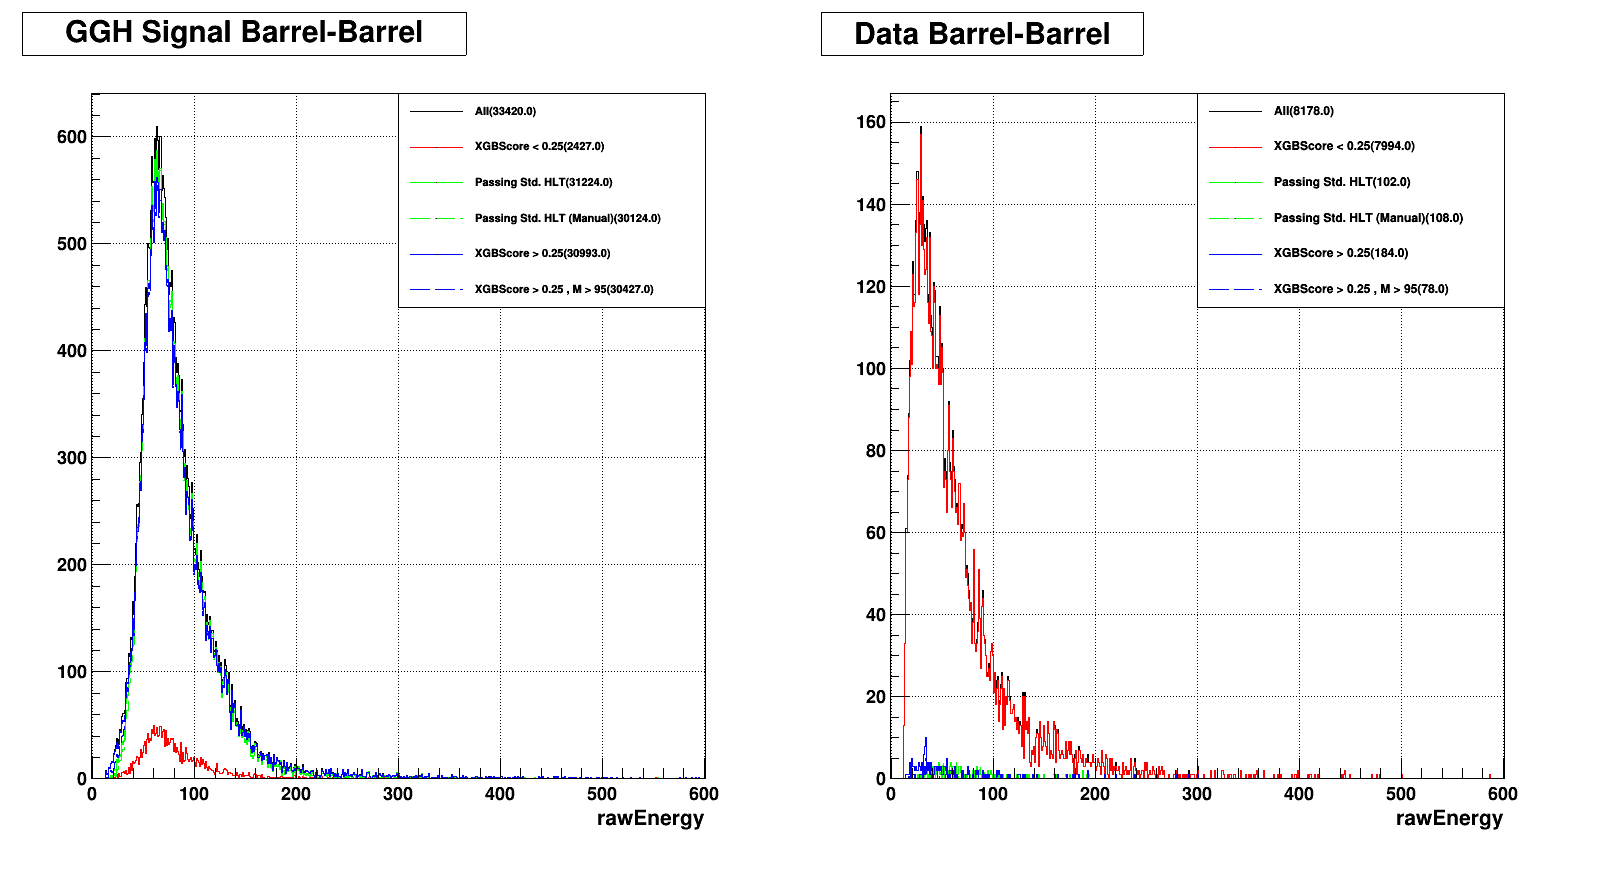 GGH Signal Barrel-Barrel
All(33420.0)
XGBScore < 0.25(2427.0)
Passing Std. HLT(31224.0)
Passing Std. HLT (Manual)(30124.0)
XGBScore > 0.25(30993.0)
XGBScore > 0.25 , M > 95(30427.0)
600
500
400
300
200
100
0
0 100 200 300 400 500 600
rawEnergy
Data Barrel-Barrel
All(8178.0)
XGBScore < 0.25(7994.0)
Passing Std. HLT(102.0)
Passing Std. HLT (Manual)(108.0)
XGBScore > 0.25(184.0)
XGBScore > 0.25 , M > 95(78.0)
160
140
120
100
80
60
40
20
0
0 100 200 300 400 500 600
rawEnergy